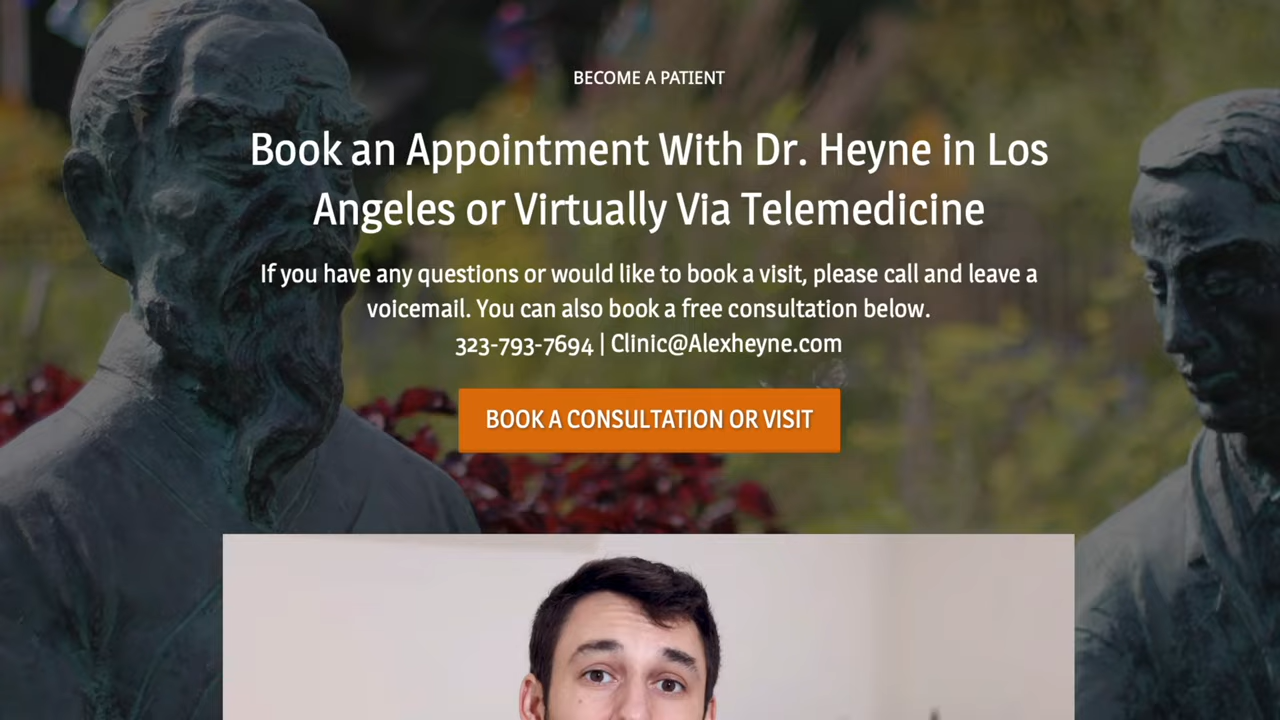 BECOME A PATIENT
Book an Appointment With Dr. Heyne in Los
Angeles or Virtually Via Telemedicine
If you have any questions or would like to book a visit, please call and leave a
voicemail. You can also book a free consultation below.
323-793-7694 | Clinic@Alexheyne.com
BOOK A CONSULTATION OR VISIT